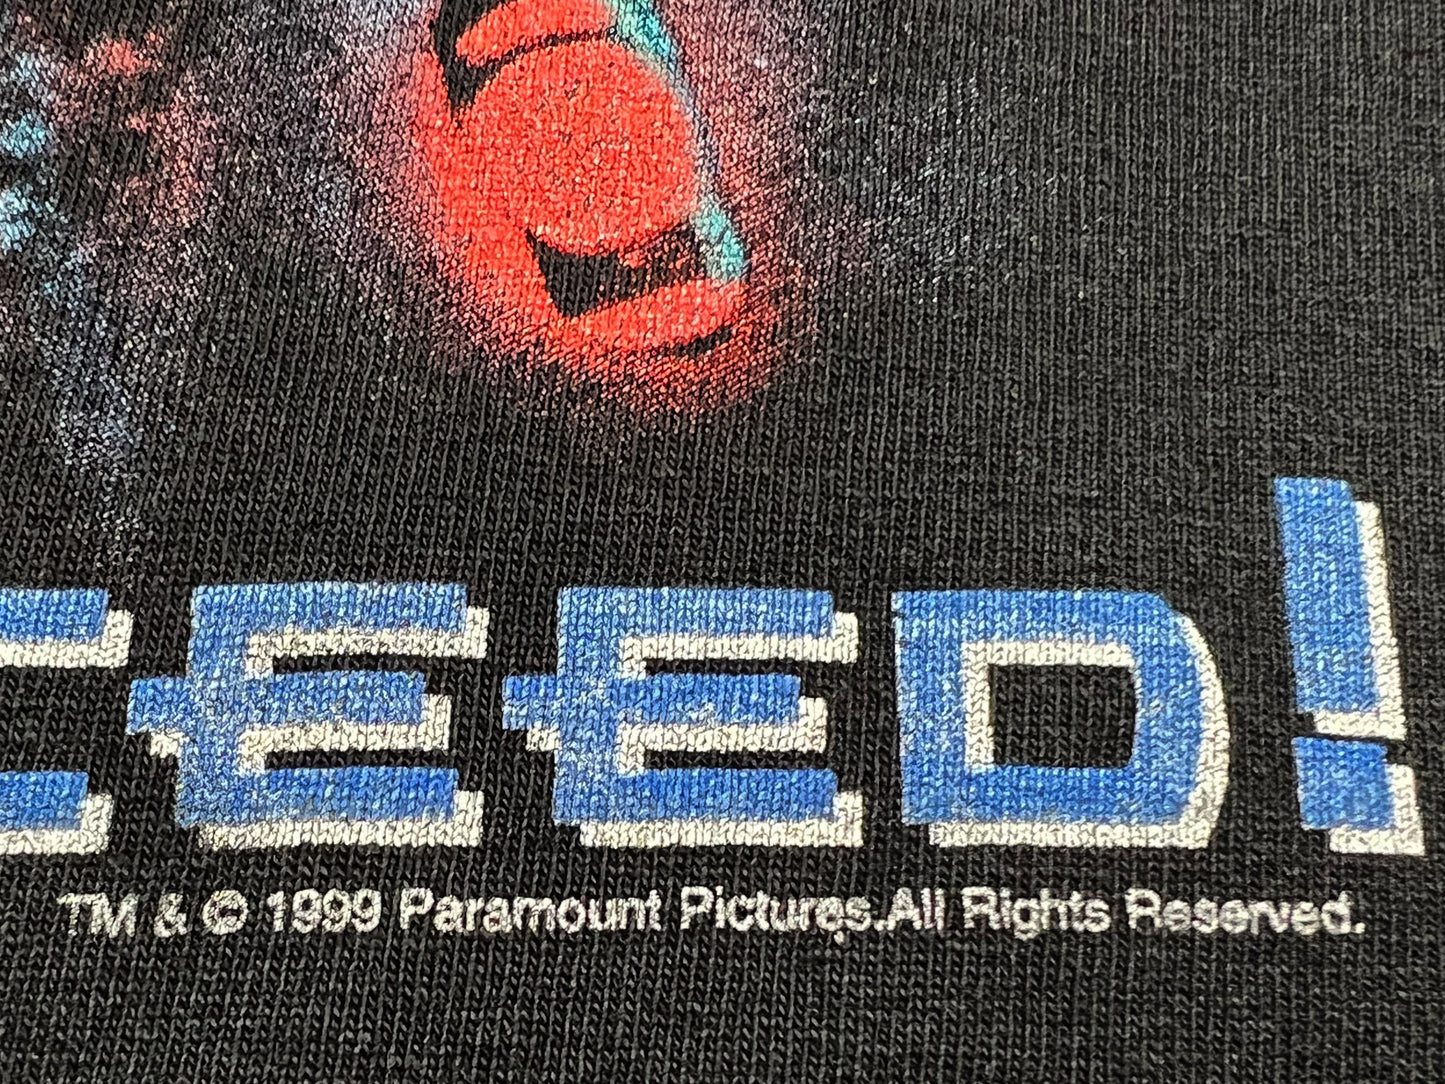 CEED!
TM & © 1999 Paramount Pictures.All Rights Reserved.